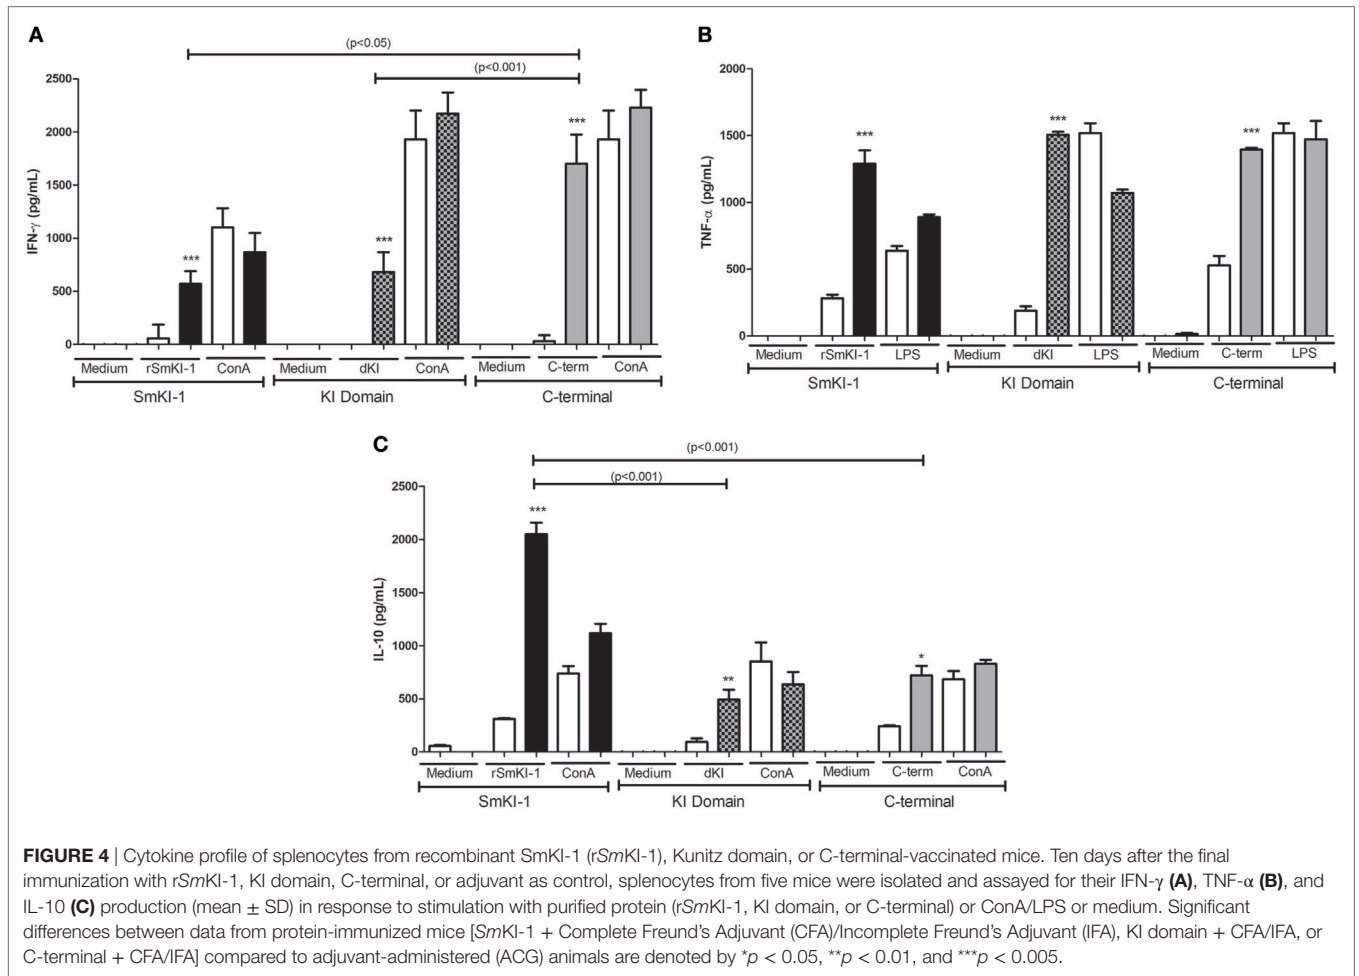 A
(p<0.05)
(p<0.001)
2500
2000
1500
1000
500
0
IFN-γ (pg/mL)
***
***
***
Medium rSmKI-1 ConA Medium dKI ConA Medium C-term ConA
SmKI-1 KI Domain C-terminal
B
2000
1500
1000
500
0
TNF-α (pg/mL)
***
***
***
Medium rSmKI-1 LPS Medium dKI LPS Medium C-term LPS
SmKI-1 KI Domain C-terminal
C
(p<0.001)
(p<0.001)
2500
2000
1500
1000
500
0
IL-10 (pg/mL)
***
**
*
Medium rSmKI-1 ConA Medium dKI ConA Medium C-term ConA
SmKI-1 KI Domain C-terminal
FIGURE 4 | Cytokine profile of splenocytes from recombinant SmKI-1 (rSmKI-1), Kunitz domain, or C-terminal-vaccinated mice. Ten days after the final
immunization with rSmKI-1, KI domain, C-terminal, or adjuvant as control, splenocytes from five mice were isolated and assayed for their IFN-γ (A), TNF-α (B), and
IL-10 (C) production (mean ± SD) in response to stimulation with purified protein (rSmKI-1, KI domain, or C-terminal) or ConA/LPS or medium. Significant
differences between data from protein-immunized mice [SmKI-1 + Complete Freund's Adjuvant (CFA)/Incomplete Freund's Adjuvant (IFA), KI domain + CFA/IFA, or
C-terminal + CFA/IFA] compared to adjuvant-administered (ACG) animals are denoted by *p < 0.05, **p < 0.01, and ***p < 0.005.